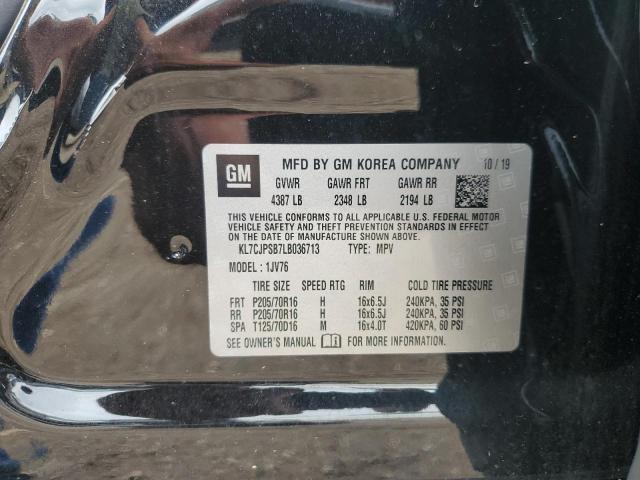 GM
MFD BY GM KOREA COMPANY 10/19
GVWR GAWR FRT GAWR RR
4387 LB 2348 LB 2194 LB
THIS VEHICLE CONFORMS TO ALL APPLICABLE U.S. FEDERAL MOTOR
VEHICLE SAFETY AND THEFT PREVENTION STANDARDS IN EFFECT
ON THE DATE OF MANUFACTURE SHOWN ABOVE.
KL7CJPSB7LB036713 TYPE: MPV
MODEL : 1JV76
TIRE SIZE SPEED RTG RIM COLD TIRE PRESSURE
FRT P205/70R16 H 16x6.5J 240KPA, 35 PSI
RR P205/70R16 H 16x6.5J 240KPA, 35 PSI
SPA T125/70D16 M 16x4.0T 420KPA, 60 PSI
SEE OWNER'S MANUAL FOR MORE INFORMATION